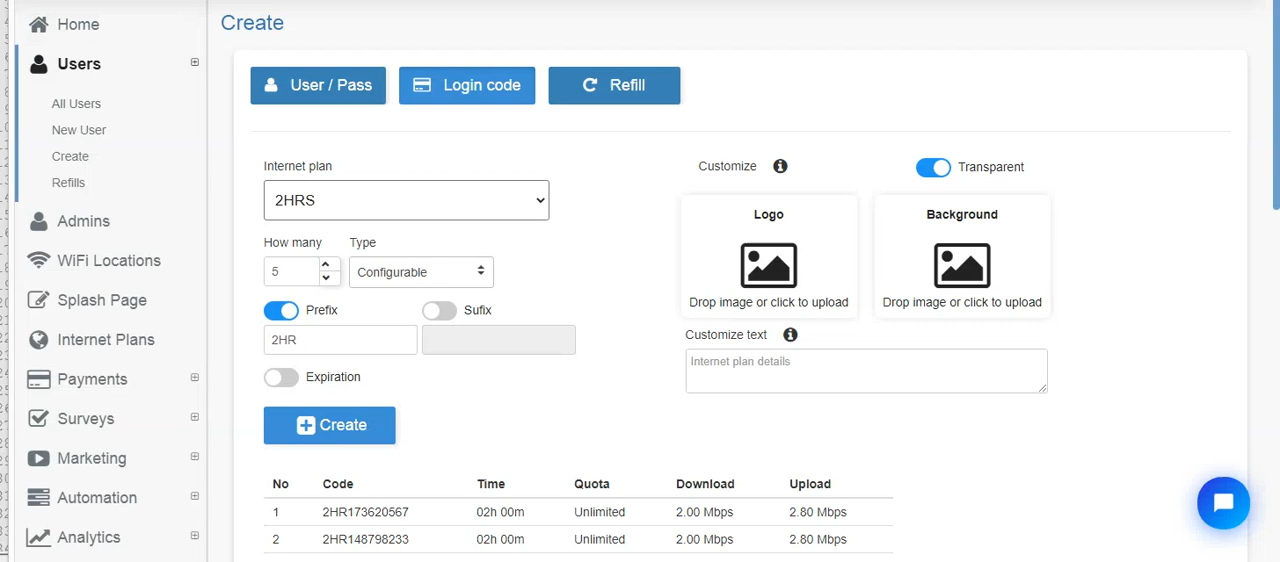 Home
Users
All Users
New User
Create
Refills
Admins
WiFi Locations
Splash Page
Internet Plans
Payments
Surveys
Marketing
Automation
Analytics
Create
User / Pass Login code Refill
Internet plan
2HRS
How many Type
5 Configurable
Prefix Sufix
2HR
Expiration
Create
Customize Transparent
Logo Background
Drop image or click to upload Drop image or click to upload
Customize text
Internet plan details
No Code Time Quota Download Upload
1 2HR173620567 02h 00m Unlimited 2.00 Mbps 2.80 Mbps
2 2HR148798233 02h 00m Unlimited 2.00 Mbps 2.80 Mbps